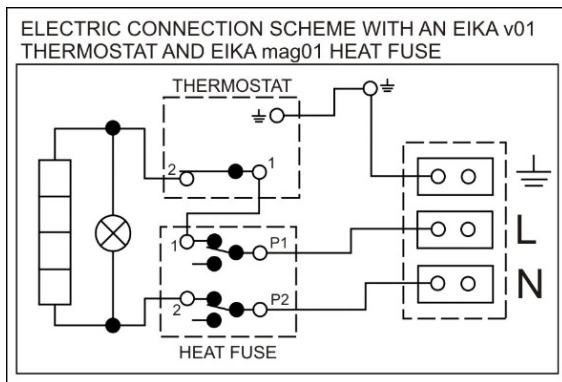 ELECTRIC CONNECTION SCHEME WITH AN EIKA v01
THERMOSTAT AND EIKA mag01 HEAT FUSE
THERMOSTAT
2
1
1
P1
L
2
P2
N
HEAT FUSE